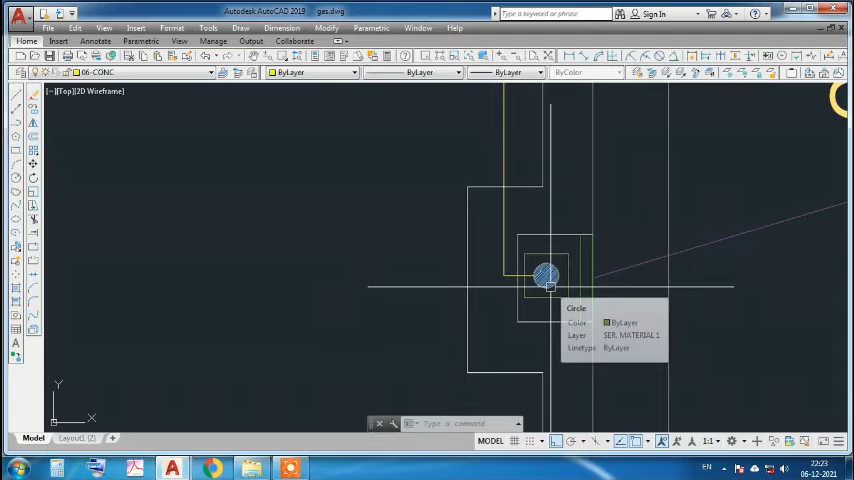 Autodesk AutoCAD 2019 gas.dwg
Type a keyword or phrase
Sign In
File Edit View Insert Format Tools Draw Dimension Modify Parametric Window Help
Home Insert Annotate Parametric View Manage Output Collaborate
06-CONC
ByLayer
ByLayer
ByLayer
ByColor
[−][Top][2D Wireframe]
Circle
Color ByLayer
Layer SER. MATERIAL 1
Linetype ByLayer
Y
X
Type a command
Model Layout1 (2) +
MODEL
1:1
EN
22:23
06-12-2021